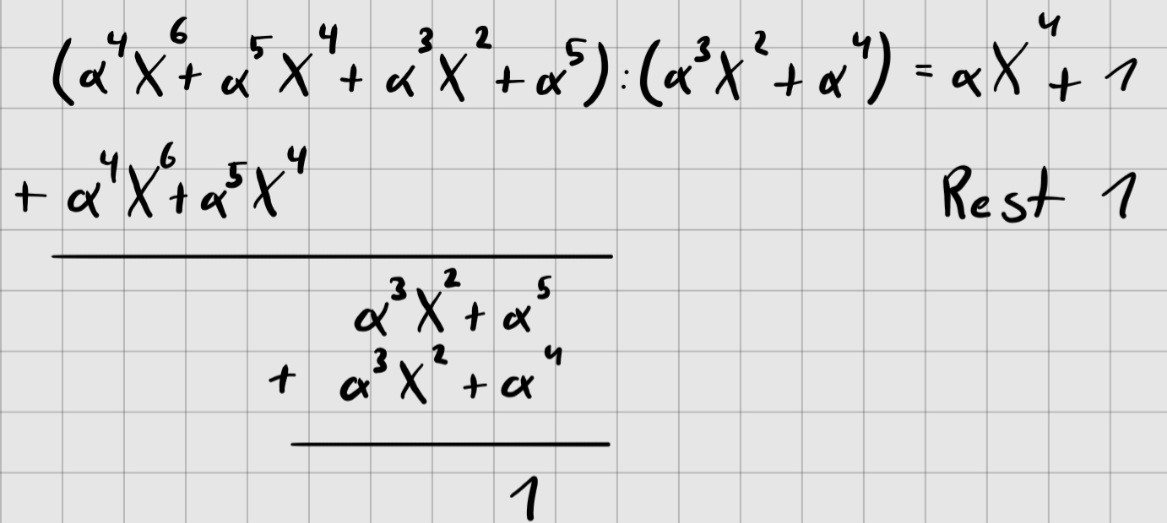 (α⁴X⁶ + α⁵X⁴ + α³X² + α⁵) : (α³X² + α⁴) = αX⁴ + 1
+ α⁴X⁶ + α⁵X⁴ Rest 1
α³X² + α⁵
+ α³X² + α⁴
1